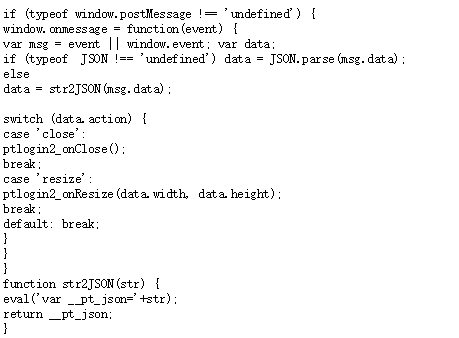 if (typeof window.postMessage !== 'undefined') {
window.onmessage = function(event) {
var msg = event || window.event; var data;
if (typeof  JSON !== 'undefined') data = JSON.parse(msg.data);
else
data = str2JSON(msg.data);

switch (data.action) {
case 'close':
ptlogin2_onClose();
break;
case 'resize':
ptlogin2_onResize(data.width, data.height);
break;
default: break;
}
}
}
function str2JSON(str) {
eval('var __pt_json='+str);
return __pt_json;
}